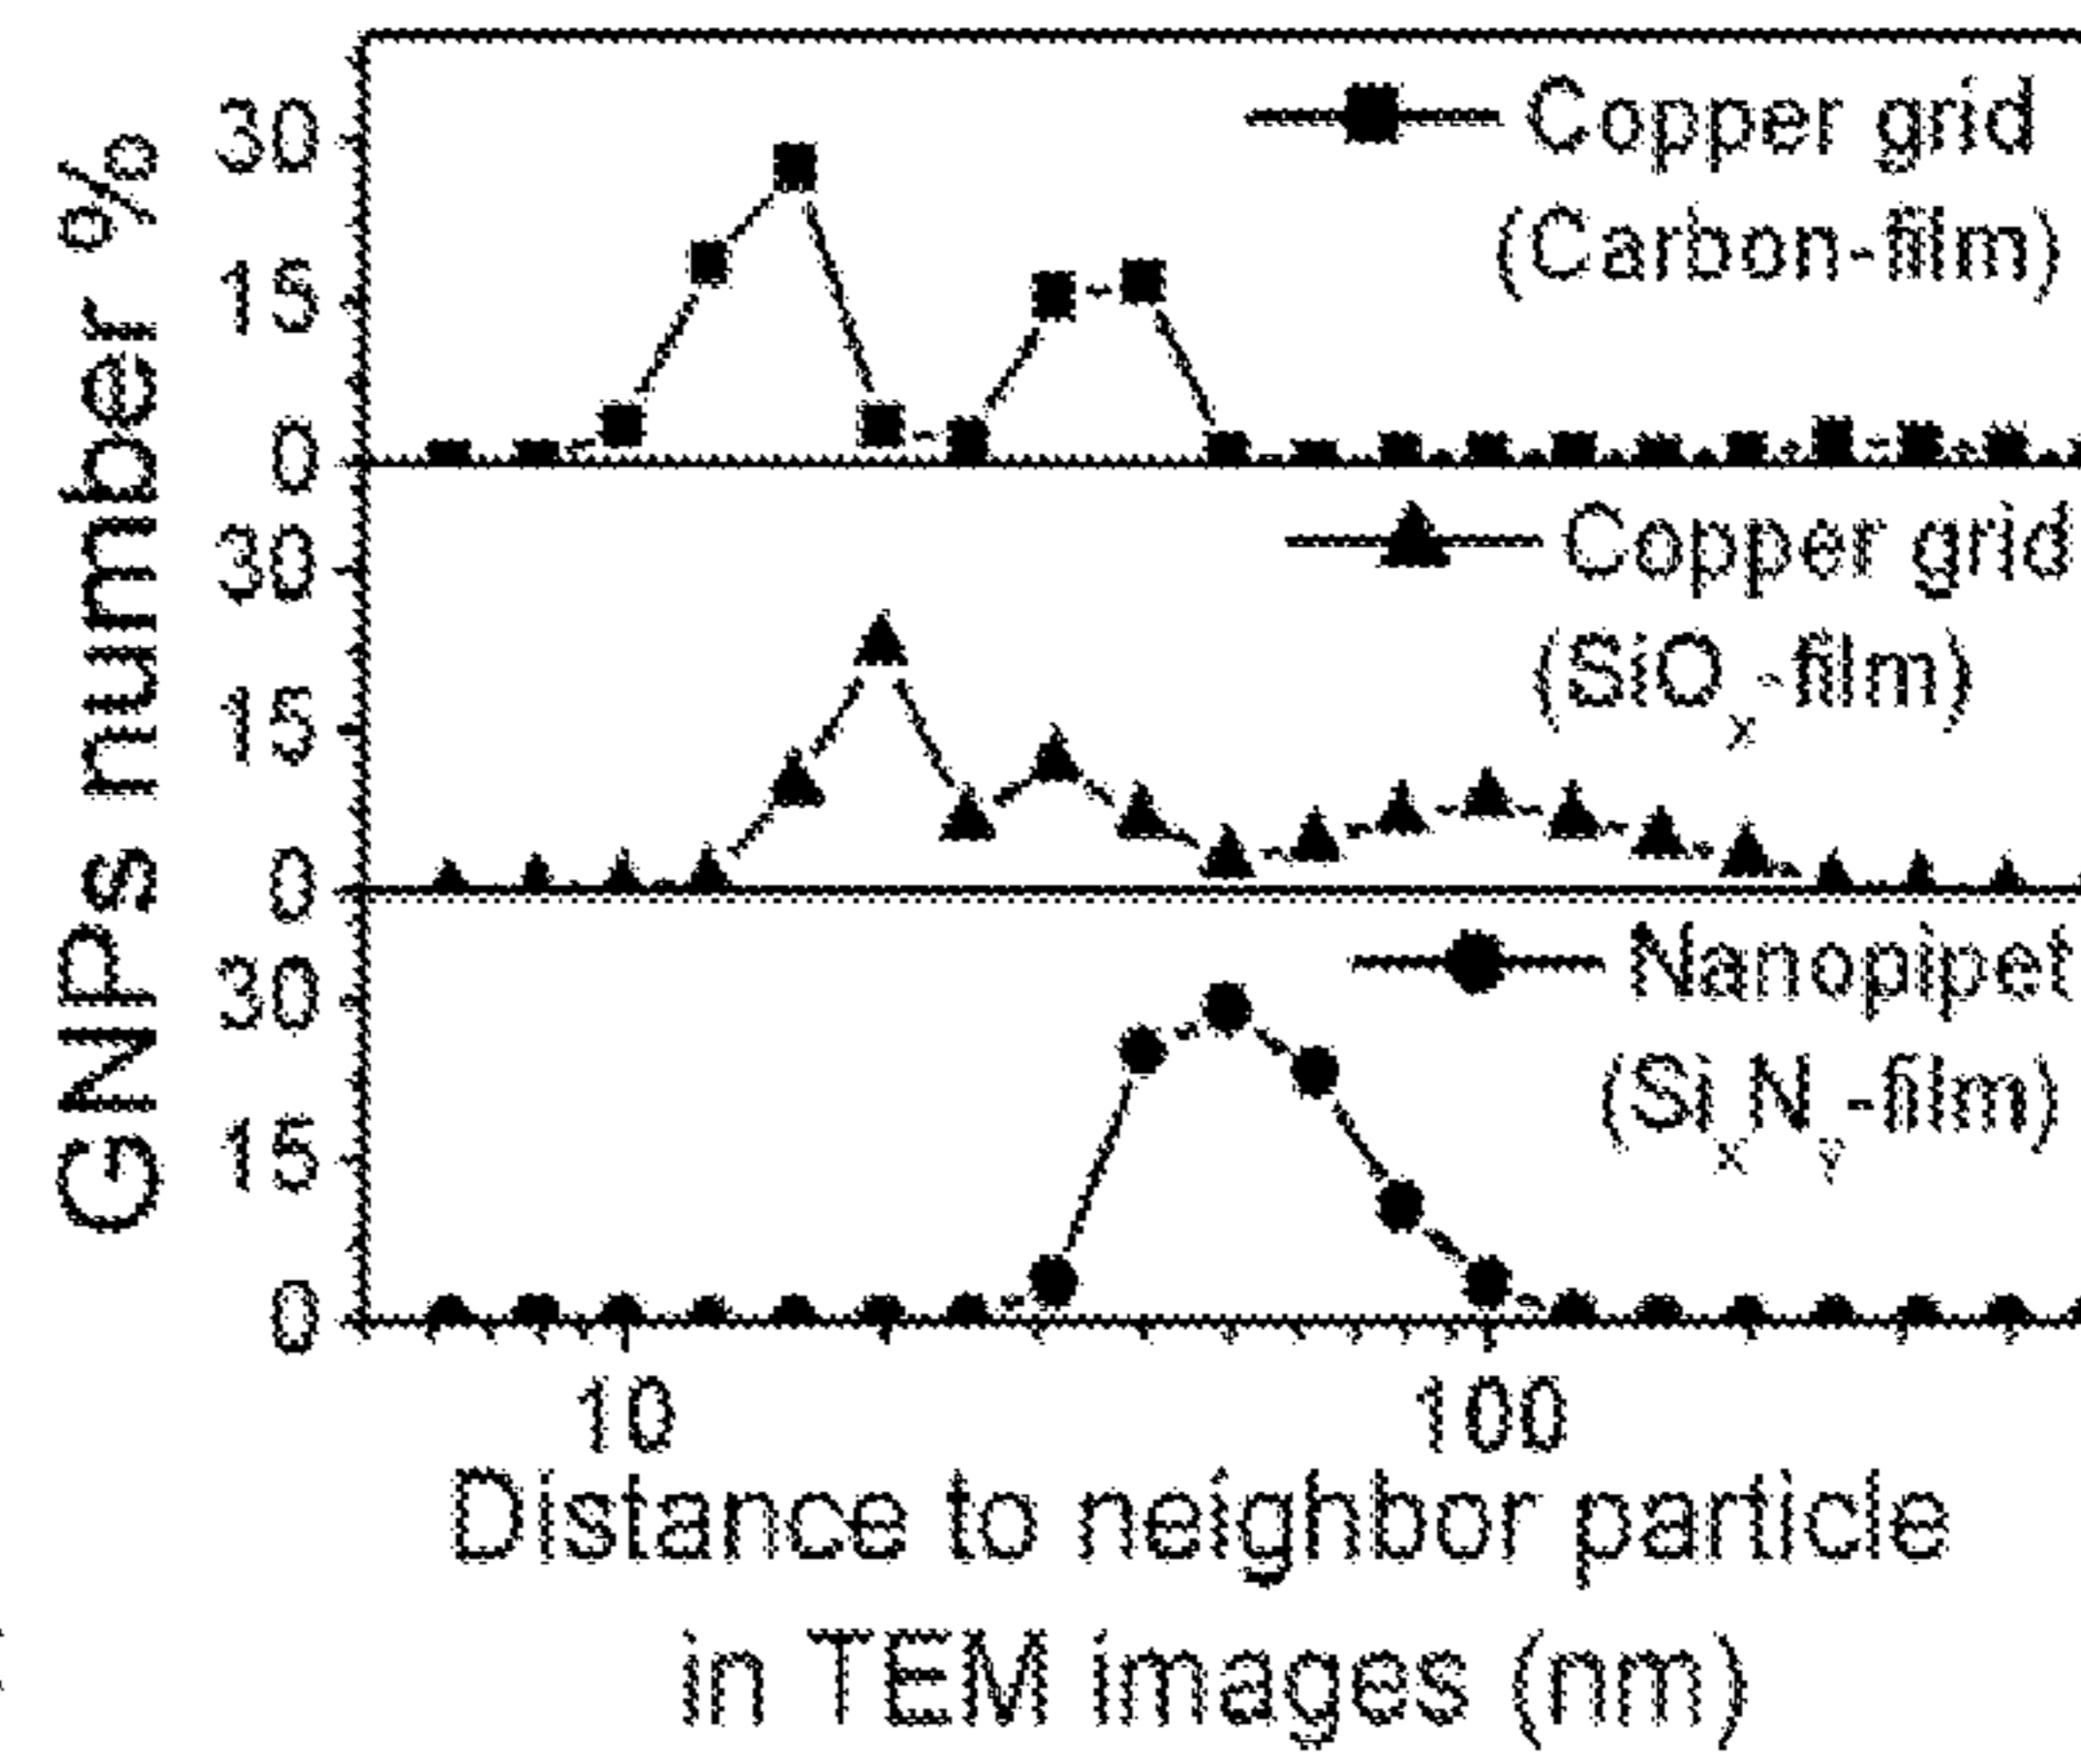 GNPs number %
30
15
0
Copper grid
(Carbon-film)
30
15
0
Copper grid
(SiOx-film)
30
15
0
Nanopipet
(SixNy-film)
10 100
Distance to neighbor particle
in TEM images (nm)